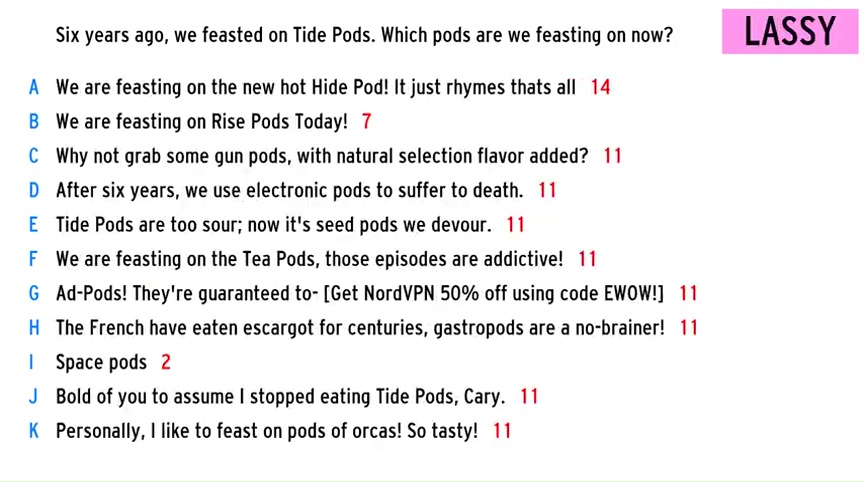 Six years ago, we feasted on Tide Pods. Which pods are we feasting on now?
LASSY
A We are feasting on the new hot Hide Pod! It just rhymes thats all 14
B We are feasting on Rise Pods Today! 7
C Why not grab some gun pods, with natural selection flavor added? 11
D After six years, we use electronic pods to suffer to death. 11
E Tide Pods are too sour; now it's seed pods we devour. 11
F We are feasting on the Tea Pods, those episodes are addictive! 11
G Ad-Pods! They're guaranteed to- [Get NordVPN 50% off using code EWOW!] 11
H The French have eaten escargot for centuries, gastropods are a no-brainer! 11
I Space pods 2
J Bold of you to assume I stopped eating Tide Pods, Cary. 11
K Personally, I like to feast on pods of orcas! So tasty! 11